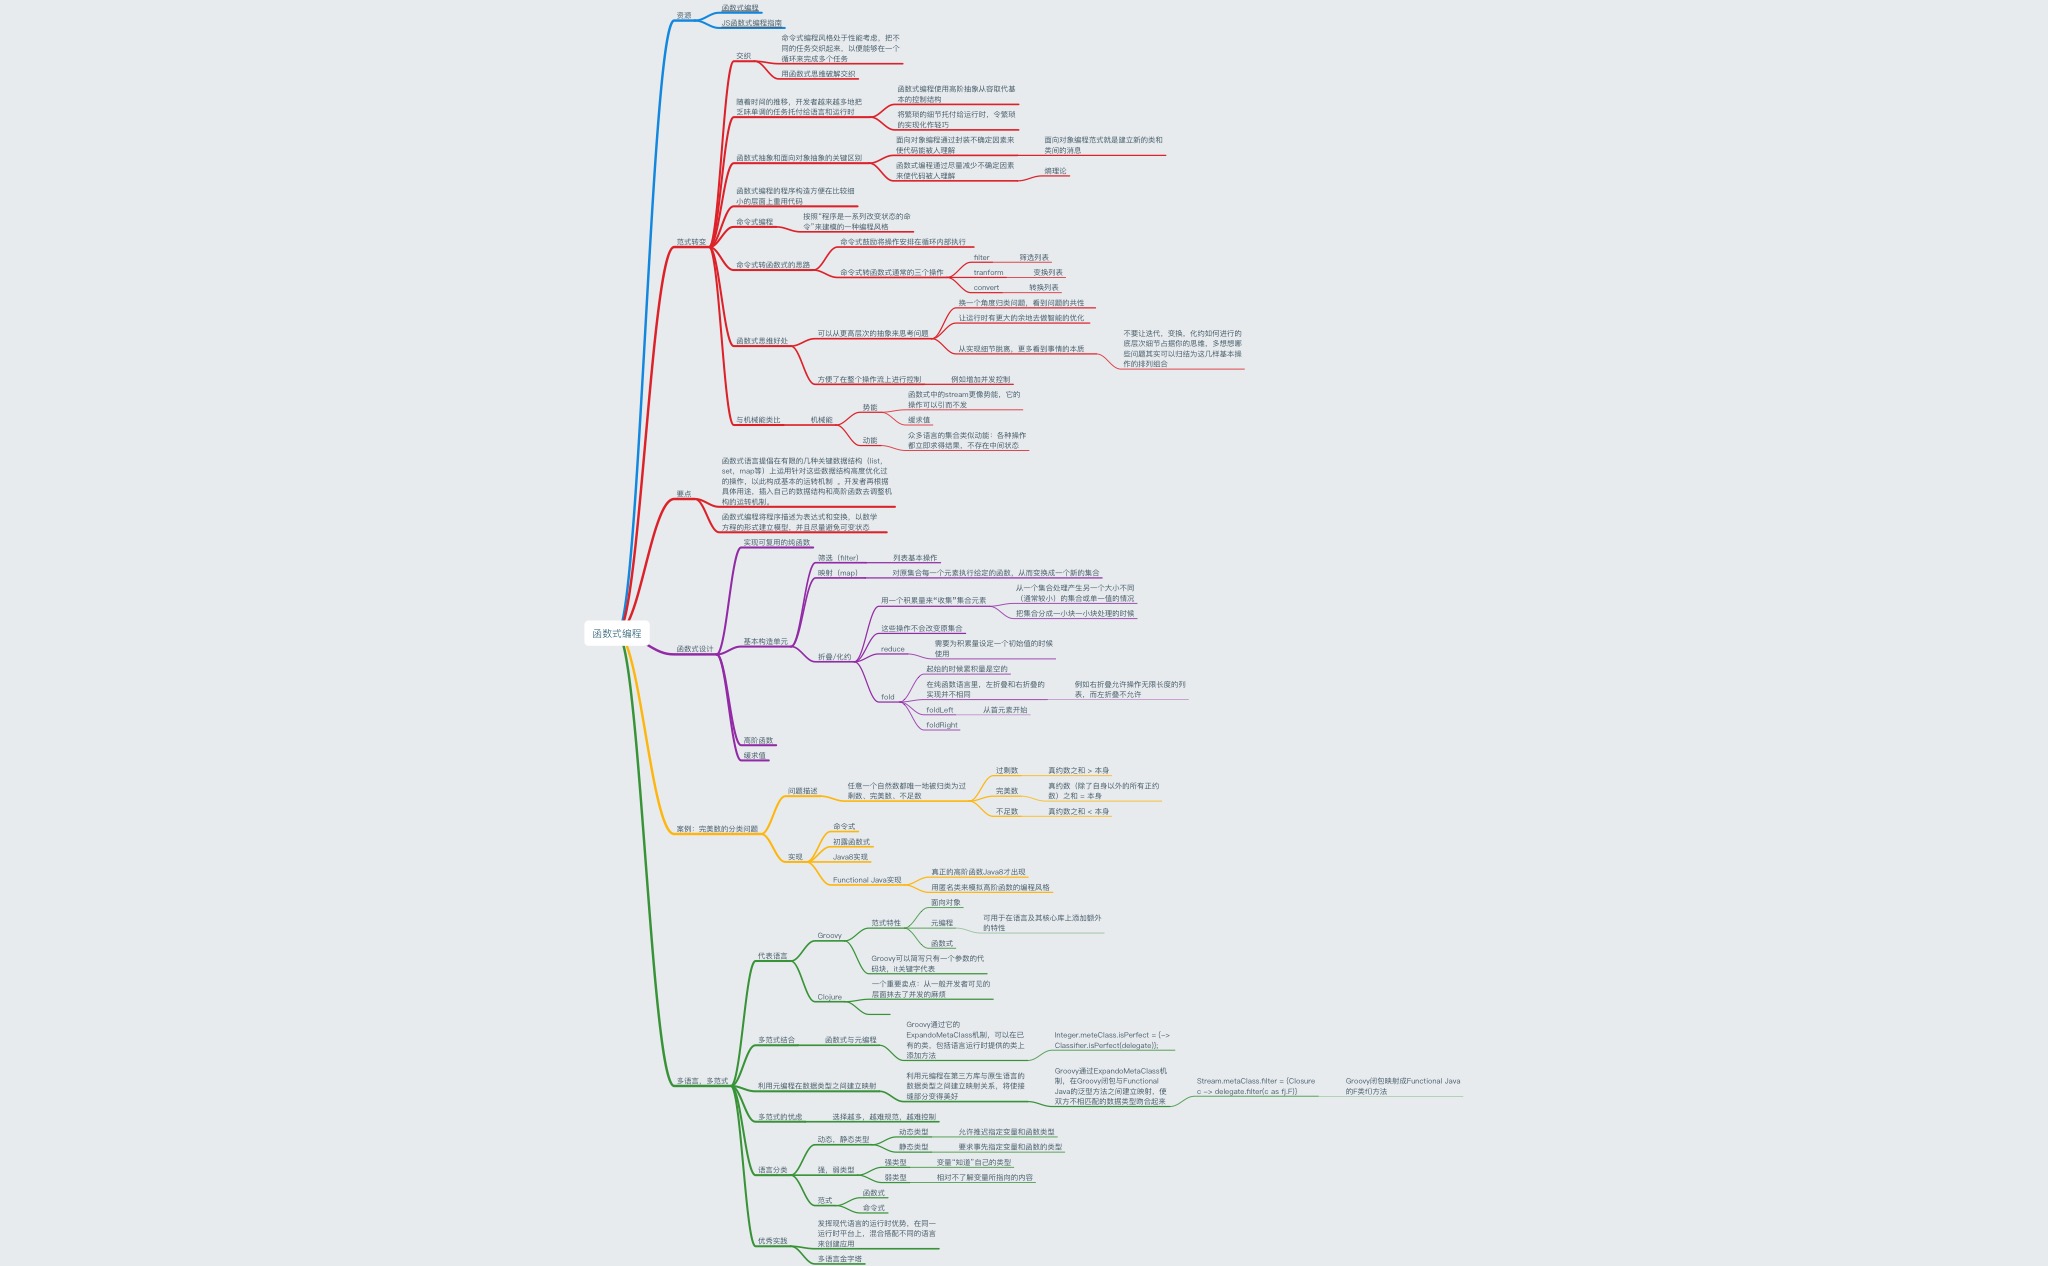 函数式编程
资源
函数式编程
JS函数式编程指南
范式转变
交织
命令式编程风格处于性能考虑，把不
同的任务交织起来，以便能够在一个
循环来完成多个任务
用函数式思维破解交织
随着时间的推移，开发者越来越多地把
乏味单调的任务托付给语言和运行时
函数式编程使用高阶抽象从容取代基
本的控制结构
将繁琐的细节托付给运行时，令繁琐
的实现化作轻巧
函数式抽象和面向对象抽象的关键区别
面向对象编程通过封装不确定因素来
使代码能被人理解
面向对象编程范式就是建立新的类和
类间的消息
函数式编程通过尽量减少不确定因素
来使代码被人理解
熵理论
函数式编程的程序构造方便在比较细
小的层面上重用代码
命令式编程
按照“程序是一系列改变状态的命
令”来建模的一种编程风格
命令式转函数式的思路
命令式鼓励将操作安排在循环内部执行
命令式转函数式通常的三个操作
filter
筛选列表
tranform
变换列表
convert
转换列表
函数式思维好处
可以从更高层次的抽象来思考问题
换一个角度归类问题，看到问题的共性
让运行时有更大的余地去做智能的优化
从实现细节脱离，更多看到事情的本质
不要让迭代，变换，化约如何进行的
底层次细节占据你的思维，多想想哪
些问题其实可以归结为这几样基本操
作的排列组合
方便了在整个操作流上进行控制
例如增加并发控制
与机械能类比
机械能
势能
函数式中的stream更像势能，它的
操作可以引而不发
缓求值
动能
众多语言的集合类似动能：各种操作
都立即求得结果，不存在中间状态
要点
函数式语言提倡在有限的几种关键数据结构（list，
set，map等）上运用针对这些数据结构高度优化过
的操作，以此构成基本的运转机制 。开发者再根据
具体用途，插入自己的数据结构和高阶函数去调整机
构的运转机制。
函数式编程将程序描述为表达式和变换，以数学
方程的形式建立模型，并且尽量避免可变状态
函数式设计
实现可复用的纯函数
基本构造单元
筛选（filter）
列表基本操作
映射（map）
对原集合每一个元素执行给定的函数，从而变换成一个新的集合
折叠/化约
用一个积累量来“收集”集合元素
从一个集合处理产生另一个大小不同
（通常较小）的集合或单一值的情况
把集合分成一小块一小块处理的时候
这些操作不会改变原集合
reduce
需要为积累量设定一个初始值的时候
使用
fold
起始的时候累积量是空的
在纯函数语言里，左折叠和右折叠的
实现并不相同
例如右折叠允许操作无限长度的列
表，而左折叠不允许
foldLeft
从首元素开始
foldRight
高阶函数
缓求值
案例：完美数的分类问题
问题描述
任意一个自然数都唯一地被归类为过
剩数、完美数、不足数
过剩数
真约数之和 > 本身
完美数
真约数（除了自身以外的所有正约
数）之和 = 本身
不足数
真约数之和 < 本身
实现
命令式
初露函数式
Java8实现
Functional Java实现
真正的高阶函数Java8才出现
用匿名类来模拟高阶函数的编程风格
多语言，多范式
代表语言
Groovy
范式特性
面向对象
元编程
可用于在语言及其核心库上添加额外
的特性
函数式
Groovy可以简写只有一个参数的代
码块，it关键字代表
Clojure
一个重要卖点：从一般开发者可见的
层面抹去了并发的麻烦
多范式结合
函数式与元编程
Groovy通过它的
ExpandoMetaClass机制，可以在已
有的类，包括语言运行时提供的类上
添加方法
Integer.meteClass.isPerfect = {->
Classifier.isPerfect(delegate)};
利用元编程在数据类型之间建立映射
利用元编程在第三方库与原生语言的
数据类型之间建立映射关系，将使接
缝部分变得美好
Groovy通过ExpandoMetaClass机
制，在Groovy闭包与Functional
Java的泛型方法之间建立映射，使
双方不相匹配的数据类型吻合起来
Stream.metaClass.filter = {Closure
c -> delegate.filter(c as fj.F)}
Groovy闭包映射成Functional Java
的F类f()方法
多范式的忧虑
选择越多，越难规范，越难控制
语言分类
动态，静态类型
动态类型
允许推迟指定变量和函数类型
静态类型
要求事先指定变量和函数的类型
强，弱类型
强类型
变量“知道”自己的类型
弱类型
相对不了解变量所指向的内容
范式
函数式
命令式
优秀实践
发挥现代语言的运行时优势，在同一
运行时平台上，混合搭配不同的语言
来创建应用
多语言金字塔